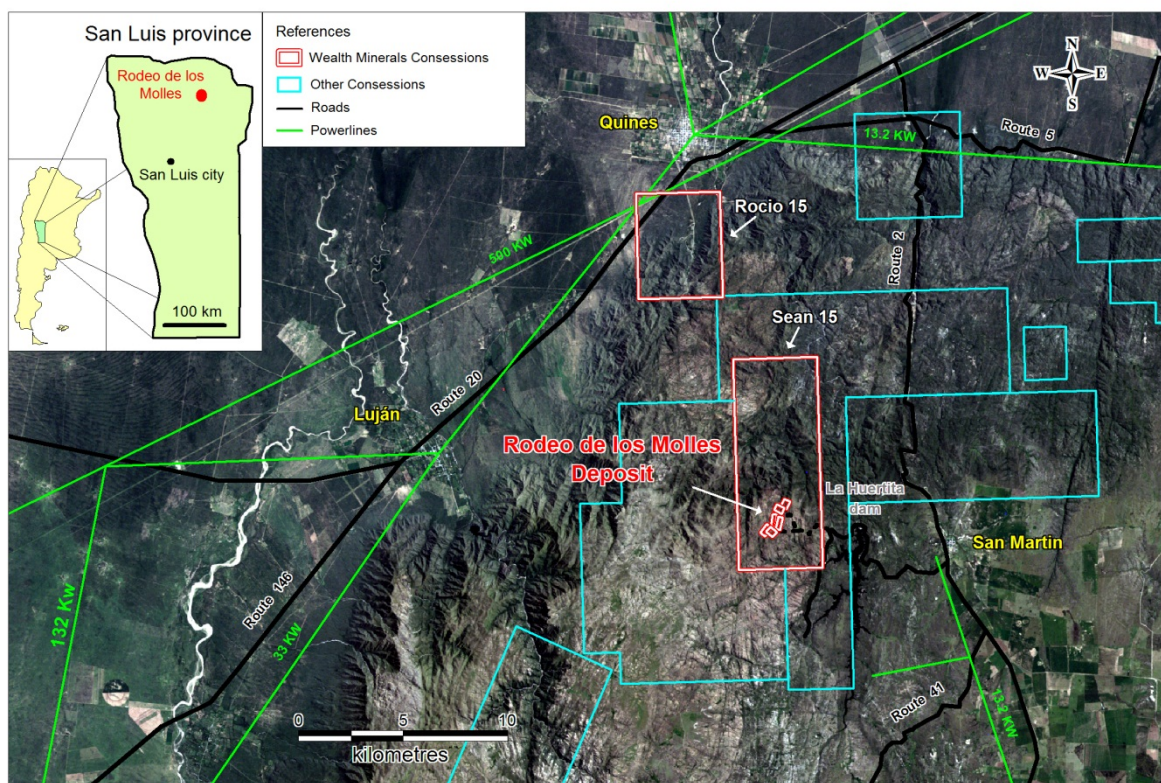 San Luis province
Rodeo de los
Molles
San Luis city
100 km
References
Wealth Minerals Consessions
Other Consessions
Roads
Powerlines
N
W E
S
Quines
13.2 KW
Route 5
Rocio 15
Route 2
590 KW
Sean 15
Route 20
Luján
Rodeo de los Molles
Deposit
La Huertita
dam
San Martin
Route 146
132 Kw
33 KW
Route 41
13.2 KW
0 5 10
kilometres